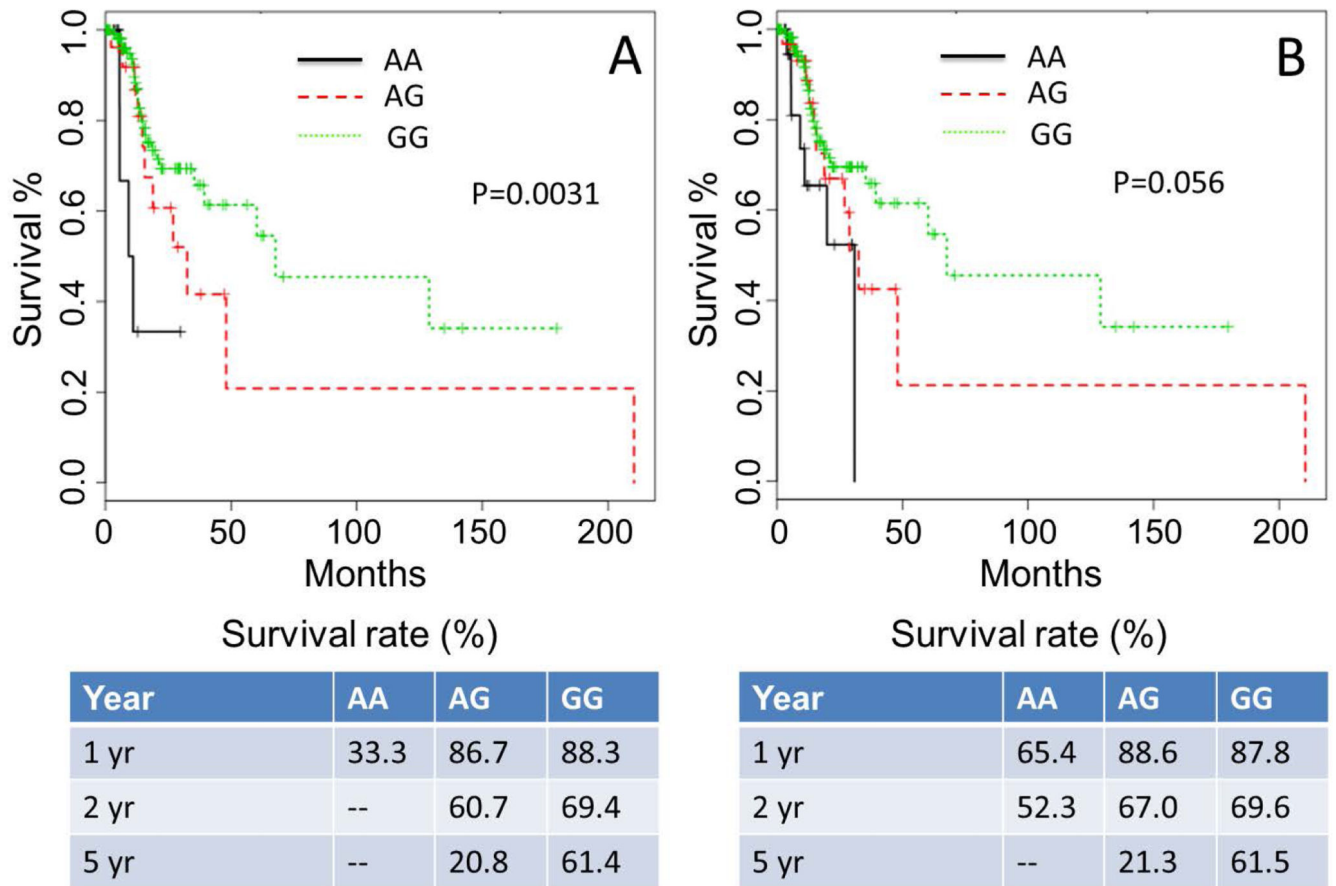 A
AA
AG
GG
P=0.0031
Survival %
1.0
0.8
0.6
0.4
0.2
0.0
0 50 100 150 200
Months
B
AA
AG
GG
P=0.056
Survival %
1.0
0.8
0.6
0.4
0.2
0.0
0 50 100 150 200
Months
Survival rate (%)
Year AA AG GG
1 yr 33.3 86.7 88.3
2 yr -- 60.7 69.4
5 yr -- 20.8 61.4
Survival rate (%)
Year AA AG GG
1 yr 65.4 88.6 87.8
2 yr 52.3 67.0 69.6
5 yr -- 21.3 61.5